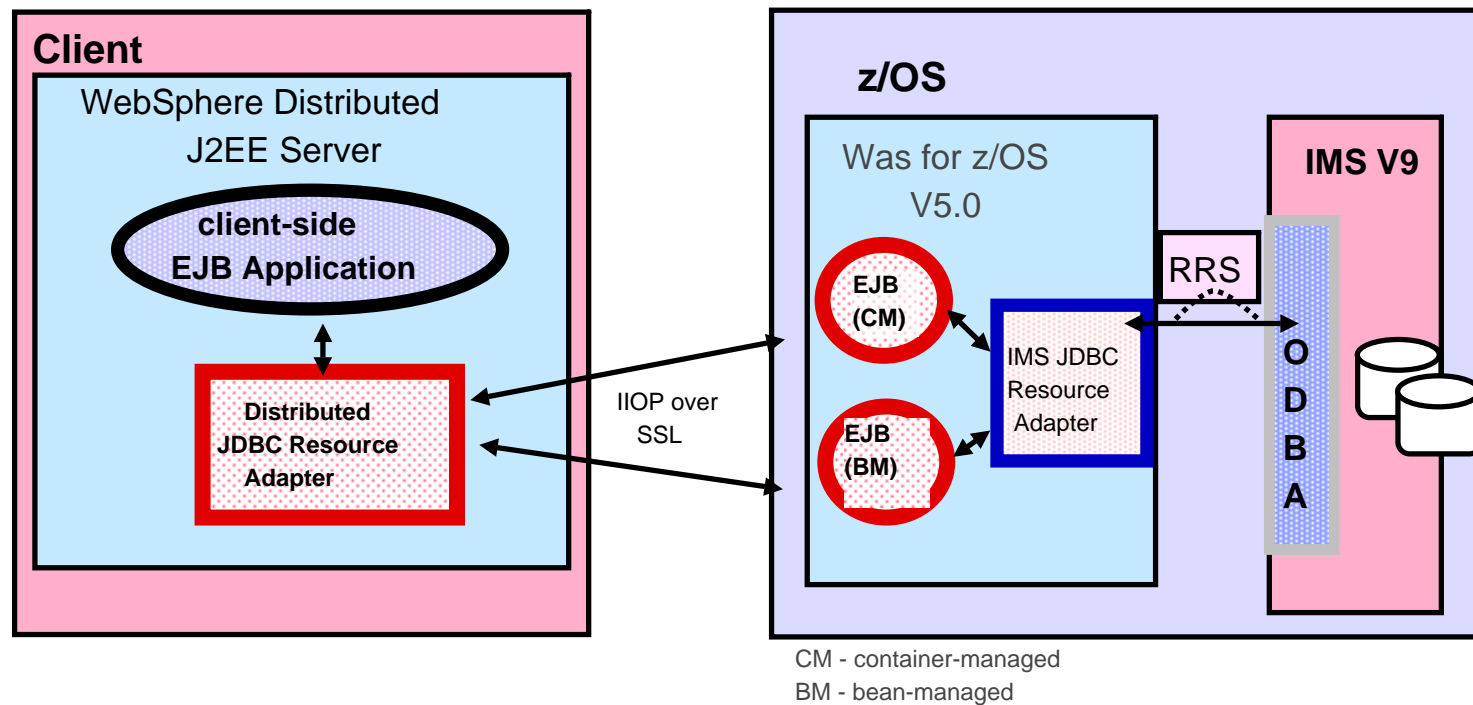 Client
WebSphere Distributed
J2EE Server
client-side
EJB Application
Distributed
JDBC Resource
Adapter
IIOP over
SSL
z/OS
Was for z/OS
V5.0
EJB
(CM)
EJB
(BM)
IMS JDBC
Resource
Adapter
RRS
IMS V9
O
D
B
A
CM - container-managed
BM - bean-managed